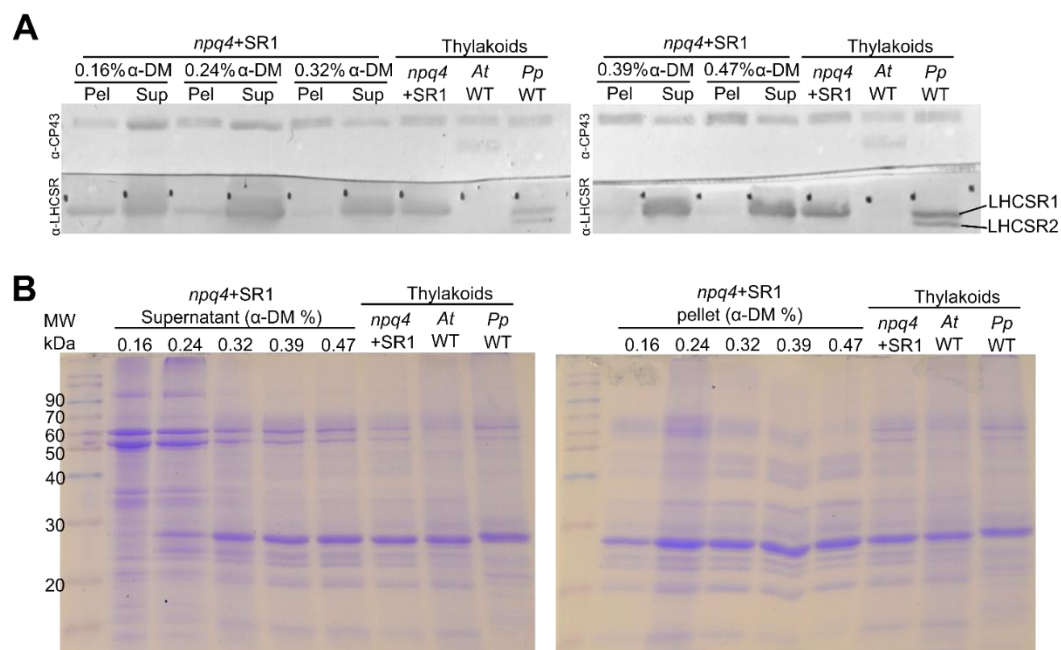 A
npq4+SR1 Thylakoids
0.16% α-DM 0.24% α-DM 0.32% α-DM npq4 At Pp
Pel Sup Pel Sup Pel Sup +SR1 WT WT
α-CP43
α-LHCSR
npq4+SR1 Thylakoids
0.39% α-DM 0.47% α-DM npq4 At Pp
Pel Sup Pel Sup +SR1 WT WT
α-CP43
α-LHCSR
LHCSR1
LHCSR2
B
npq4+SR1 Thylakoids
MW Supernatant (α-DM %) npq4 At Pp
kDa 0.16 0.24 0.32 0.39 0.47 +SR1 WT WT
90
70
60
50
40
30
20
npq4+SR1 Thylakoids
pellet (α-DM %) npq4 At Pp
0.16 0.24 0.32 0.39 0.47 +SR1 WT WT